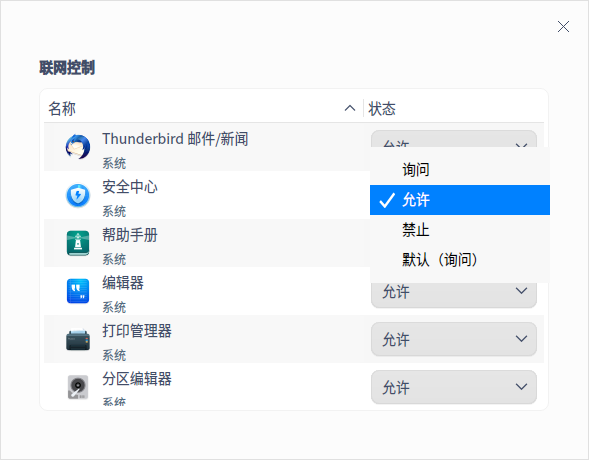 联网控制
名称
状态
Thunderbird 邮件/新闻
系统
允许
安全中心
系统
帮助手册
系统
编辑器
系统
允许
打印管理器
系统
允许
分区编辑器
系统
允许
询问
允许
禁止
默认（询问）